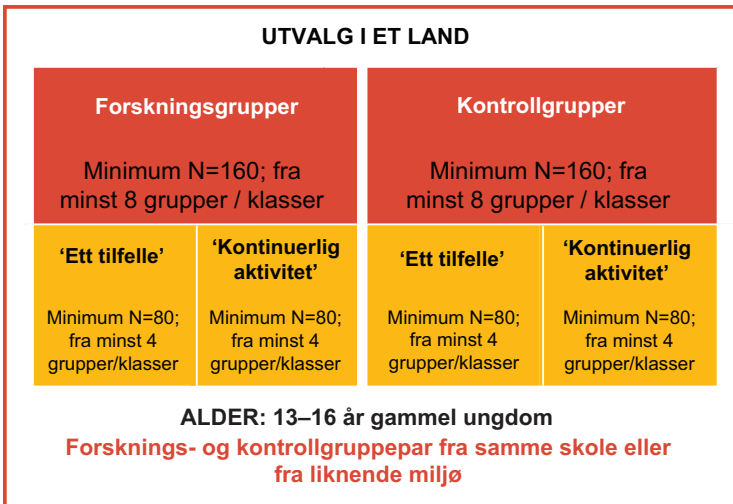 UTVALG I ET LAND
Forskningsgrupper
Minimum N=160; fra
minst 8 grupper / klasser
Kontrollgrupper
Minimum N=160; fra
minst 8 grupper / klasser
‘Ett tilfelle’
Minimum N=80;
fra minst 4
grupper/klasser
‘Kontinuerlig
aktivitet’
Minimum N=80;
fra minst 4
grupper/klasser
‘Ett tilfelle’
Minimum N=80;
fra minst 4
grupper/klasser
‘Kontinuerlig
aktivitet’
Minimum N=80;
fra minst 4
grupper/klasser
ALDER: 13–16 år gammel ungdom
Forsknings- og kontrollgruppepar fra samme skole eller
fra liknende miljø